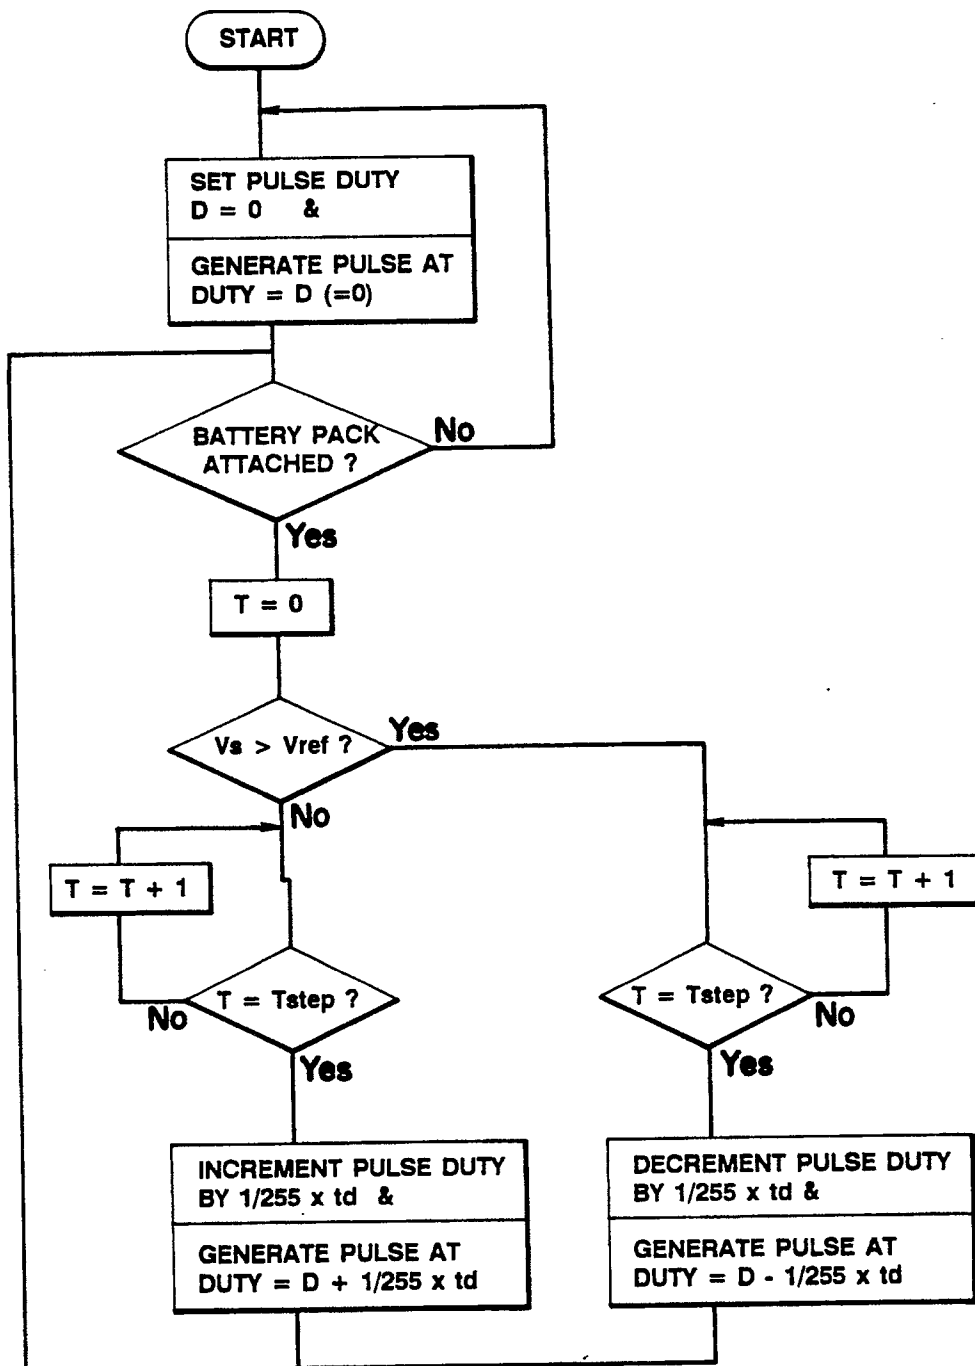 START
SET PULSE DUTY
D = 0 &
GENERATE PULSE AT
DUTY = D (=0)
BATTERY PACK
ATTACHED ?
No
Yes
T = 0
Vs > Vref ?
Yes
No
T = T + 1
T = T + 1
T = Tstep ?
No
Yes
T = Tstep ?
No
Yes
INCREMENT PULSE DUTY
BY 1/255 x td &
GENERATE PULSE AT
DUTY = D + 1/255 x td
DECREMENT PULSE DUTY
BY 1/255 x td &
GENERATE PULSE AT
DUTY = D - 1/255 x td